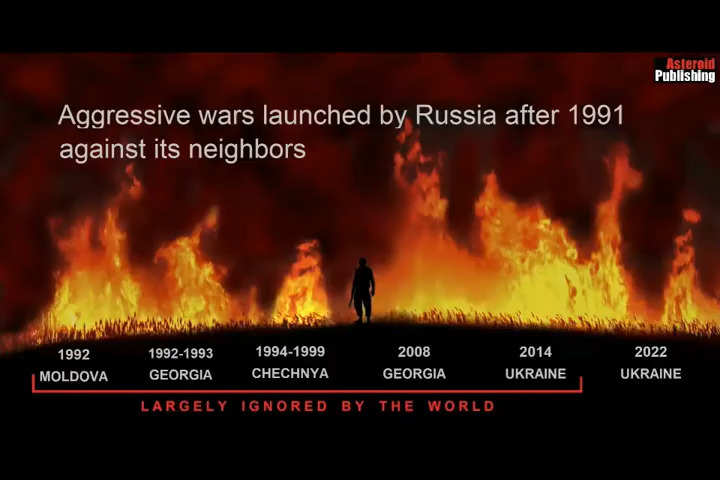 Asteroid
Publishing
Aggressive wars launched by Russia after 1991
against its neighbors
1992
MOLDOVA
1992-1993
GEORGIA
1994-1999
CHECHNYA
2008
GEORGIA
2014
UKRAINE
2022
UKRAINE
LARGELY IGNORED BY THE WORLD